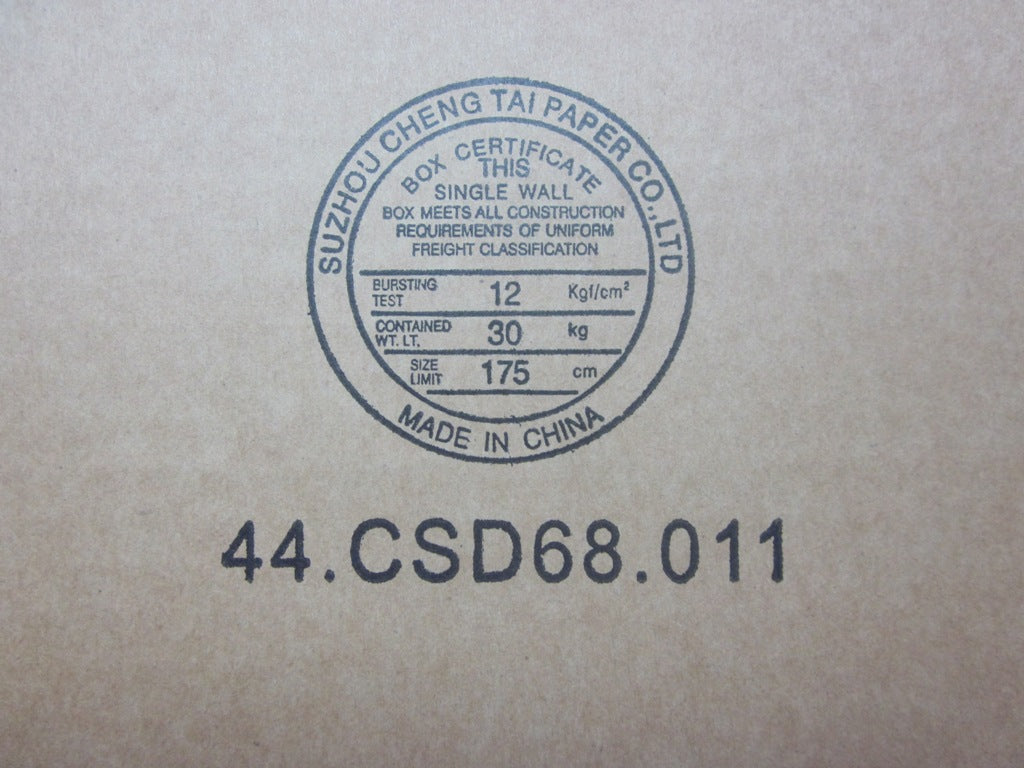 SUZHOU CHENG TAI PAPER CO.,LTD
BOX CERTIFICATE
THIS
SINGLE WALL
BOX MEETS ALL CONSTRUCTION
REQUIREMENTS OF UNIFORM
FREIGHT CLASSIFICATION
BURSTING TEST 12 Kgf/cm²
CONTAINED WT. LT. 30 kg
SIZE LIMIT 175 cm
MADE IN CHINA
44.CSD68.011